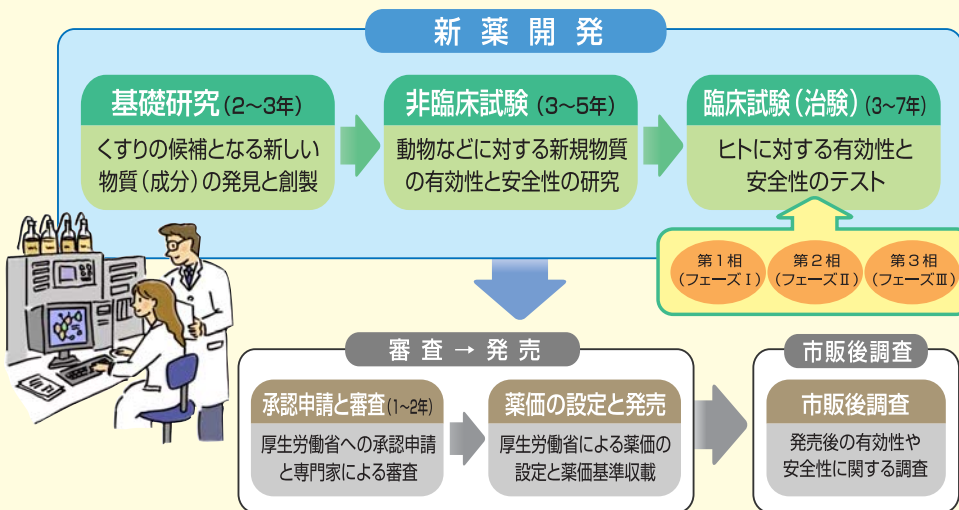 新薬開発
基礎研究(2～3年)
くすりの候補となる新しい
物質(成分)の発見と創製
非臨床試験(3～5年)
動物などに対する新規物質
の有効性と安全性の研究
臨床試験(治験)(3～7年)
ヒトに対する有効性と
安全性のテスト
第1相
(フェーズⅠ)
第2相
(フェーズⅡ)
第3相
(フェーズⅢ)
審査→発売
承認申請と審査(1～2年)
厚生労働省への承認申請
と専門家による審査
薬価の設定と発売
厚生労働省による薬価の
設定と薬価基準収載
市販後調査
市販後調査
発売後の有効性や
安全性に関する調査